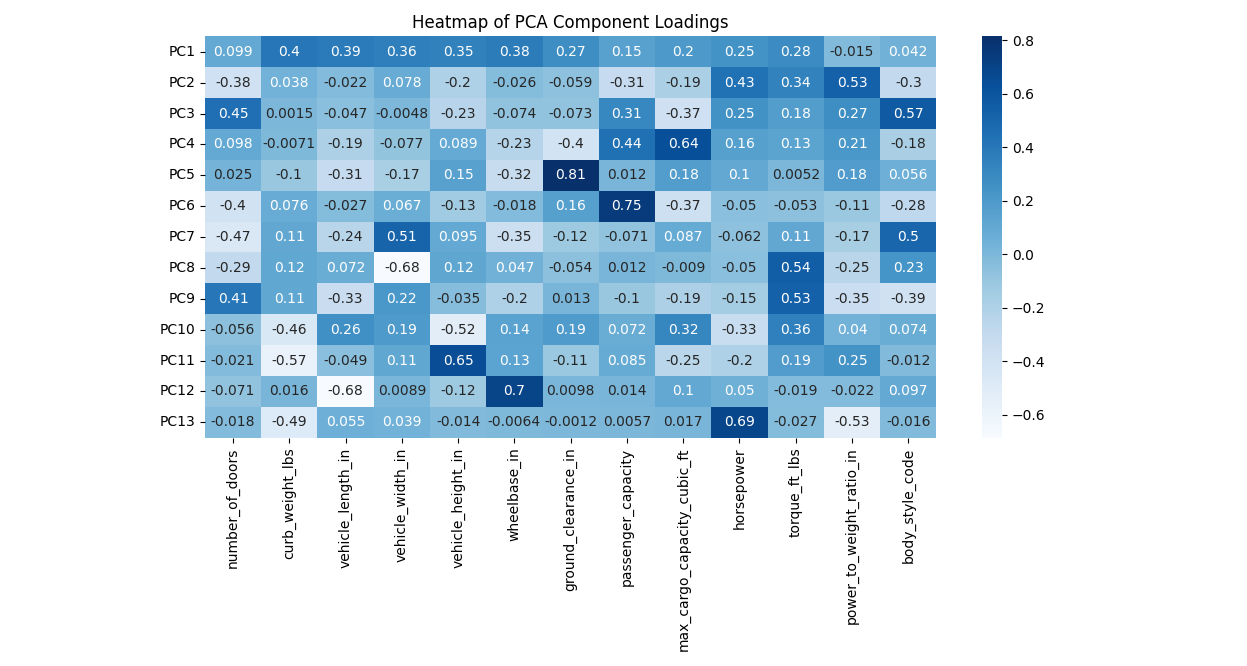 Heatmap of PCA Component Loadings
PC1 0.099 0.4 0.39 0.36 0.35 0.38 0.27 0.15 0.2 0.25 0.28 -0.015 0.042
PC2 -0.38 0.038 -0.022 0.078 -0.2 -0.026 -0.059 -0.31 -0.19 0.43 0.34 0.53 -0.3
PC3 0.45 0.0015 -0.047 -0.0048 -0.23 -0.074 -0.073 0.31 -0.37 0.25 0.18 0.27 0.57
PC4 0.098 -0.0071 -0.19 -0.077 0.089 -0.23 -0.4 0.44 0.64 0.16 0.13 0.21 -0.18
PC5 0.025 -0.1 -0.31 -0.17 0.15 -0.32 0.81 0.012 0.18 0.1 0.0052 0.18 0.056
PC6 -0.4 0.076 -0.027 0.067 -0.13 -0.018 0.16 0.75 -0.37 -0.05 -0.053 -0.11 -0.28
PC7 -0.47 0.11 -0.24 0.51 0.095 -0.35 -0.12 -0.071 0.087 -0.062 0.11 -0.17 0.5
PC8 -0.29 0.12 0.072 -0.68 0.12 0.047 -0.054 0.012 -0.009 -0.05 0.54 -0.25 0.23
PC9 0.41 0.11 -0.33 0.22 -0.035 -0.2 0.013 -0.1 -0.19 -0.15 0.53 -0.35 -0.39
PC10 -0.056 -0.46 0.26 0.19 -0.52 0.14 0.19 0.072 0.32 -0.33 0.36 0.04 0.074
PC11 -0.021 -0.57 -0.049 0.11 0.65 0.13 -0.11 0.085 -0.25 -0.2 0.19 0.25 -0.012
PC12 -0.071 0.016 -0.68 0.0089 -0.12 0.7 0.0098 0.014 0.1 0.05 -0.019 -0.022 0.097
PC13 -0.018 -0.49 0.055 0.039 -0.014 -0.0064 -0.0012 0.0057 0.017 0.69 -0.027 -0.53 -0.016
number_of_doors
curb_weight_lbs
vehicle_length_in
vehicle_width_in
vehicle_height_in
wheelbase_in
ground_clearance_in
passenger_capacity
max_cargo_capacity_cubic_ft
horsepower
torque_ft_lbs
power_to_weight_ratio_in
body_style_code
0.8
0.6
0.4
0.2
0.0
−0.2
−0.4
−0.6